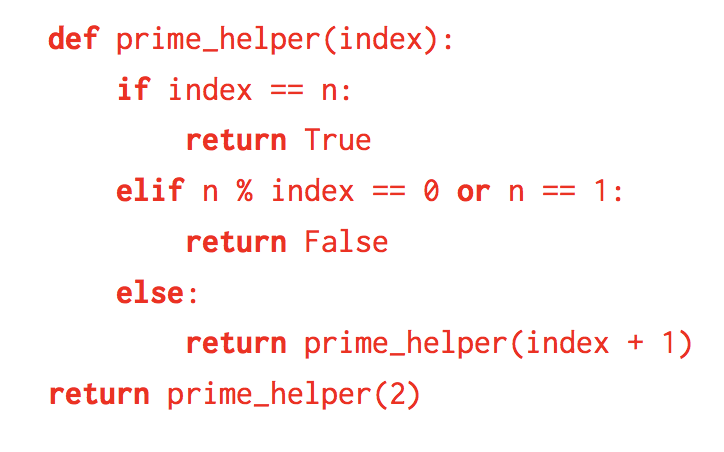 def prime_helper(index):
    if index == n:
        return True
    elif n % index == 0 or n == 1:
        return False
    else:
        return prime_helper(index + 1)
return prime_helper(2)